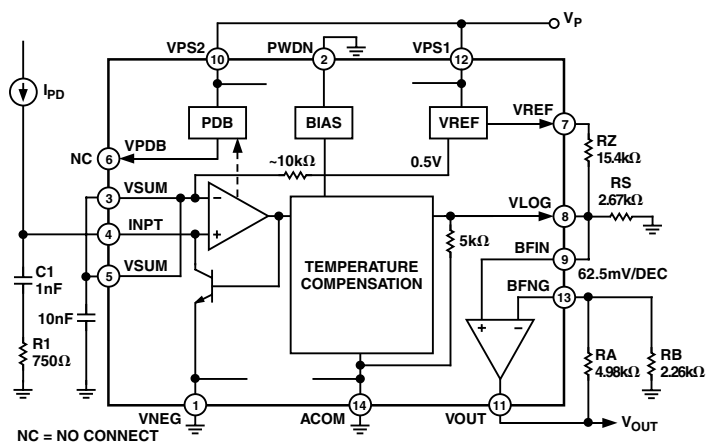 VP
VPS2 PWDN VPS1
10 2 12
IPD
PDB BIAS VREF VREF 7
NC 6 VPDB
RZ
15.4kΩ
~10kΩ 0.5V
3 VSUM
VLOG 8
RS
2.67kΩ
4 INPT
5kΩ
5 VSUM
TEMPERATURE
COMPENSATION
BFIN 9
62.5mV/DEC
C1
1nF
BFNG 13
10nF
R1
750Ω
RA
4.98kΩ
RB
2.26kΩ
1 14 11
VNEG ACOM VOUT VOUT
NC = NO CONNECT
− +
+ −